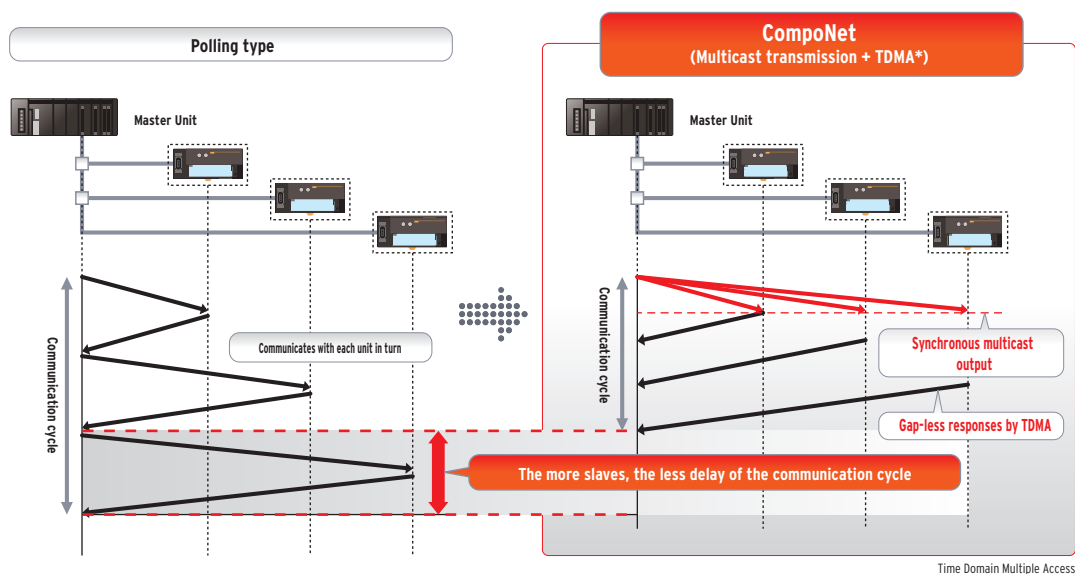 Polling type
CompoNet
(Multicast transmission + TDMA*)
Master Unit
Master Unit
Communication cycle
Communicates with each unit in turn
Communication cycle
Synchronous multicast
output
Gap-less responses by TDMA
The more slaves, the less delay of the communication cycle
Time Domain Multiple Access